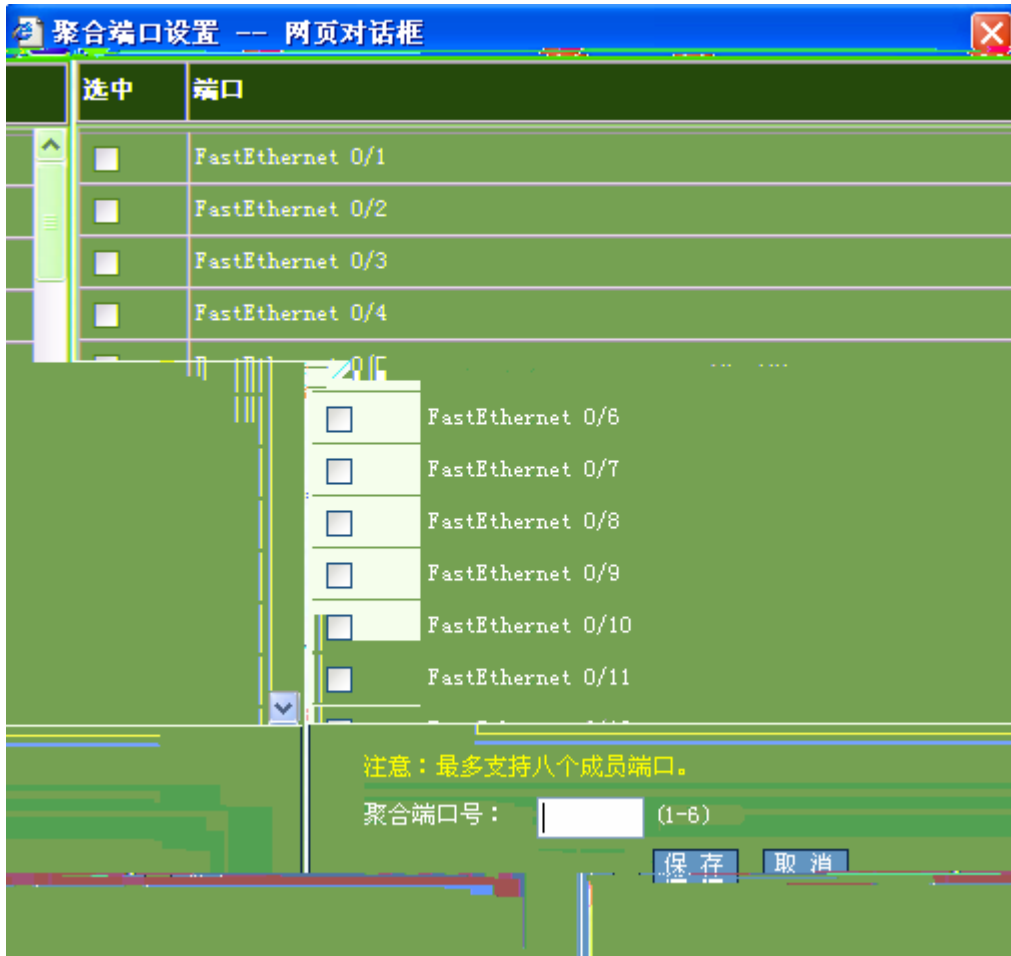 聚合端口设置 -- 网页对话框
选中 端口
FastEthernet 0/1
FastEthernet 0/2
FastEthernet 0/3
FastEthernet 0/4
FastEthernet 0/6
FastEthernet 0/7
FastEthernet 0/8
FastEthernet 0/9
FastEthernet 0/10
FastEthernet 0/11
注意：最多支持八个成员端口。
聚合端口号： (1-6)
保 存 取 消